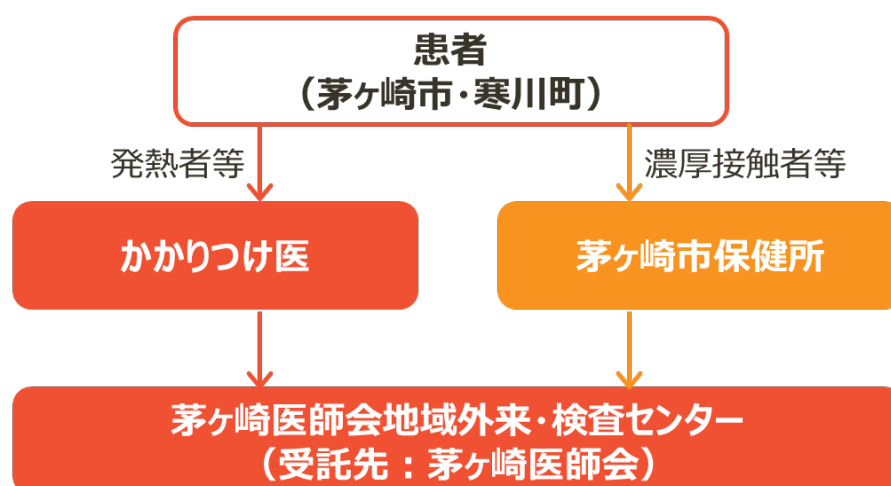 患者
（茅ヶ崎市・寒川町）
発熱者等
濃厚接触者等
かかりつけ医
茅ヶ崎市保健所
茅ヶ崎医師会地域外来・検査センター
（受託先：茅ヶ崎医師会）